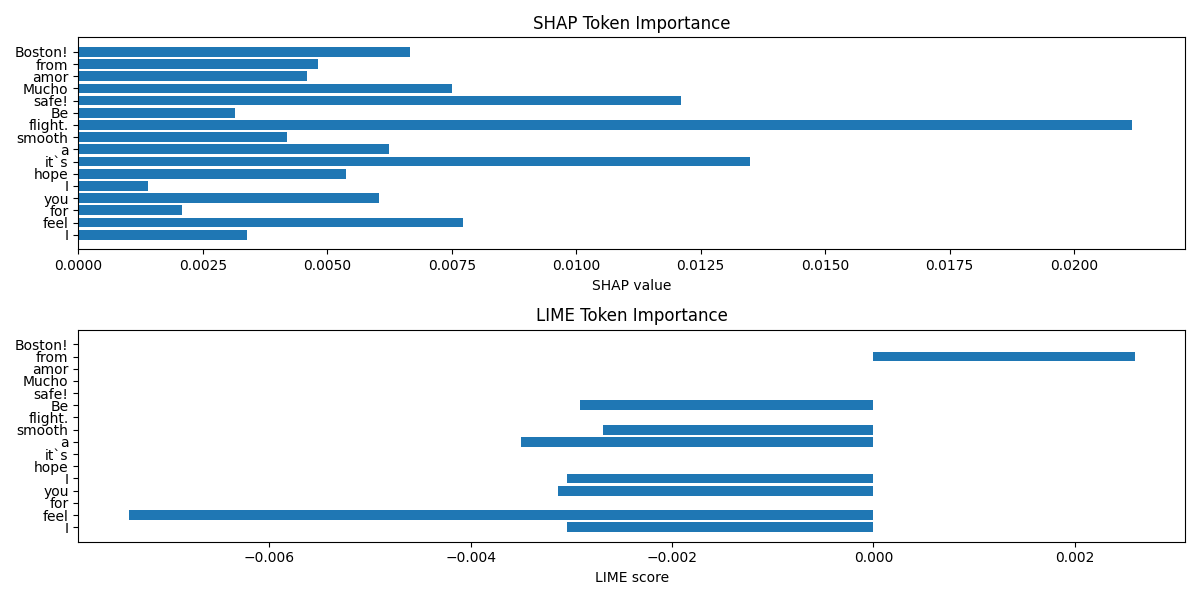 SHAP Token Importance
Boston!
from
amor
Mucho
safe!
Be
flight.
smooth
a
it`s
hope
I
you
for
feel
I
0.0000 0.0025 0.0050 0.0075 0.0100 0.0125 0.0150 0.0175 0.0200
SHAP value
LIME Token Importance
Boston!
from
amor
Mucho
safe!
Be
flight.
smooth
a
it`s
hope
I
you
for
feel
I
−0.006 −0.004 −0.002 0.000 0.002
LIME score